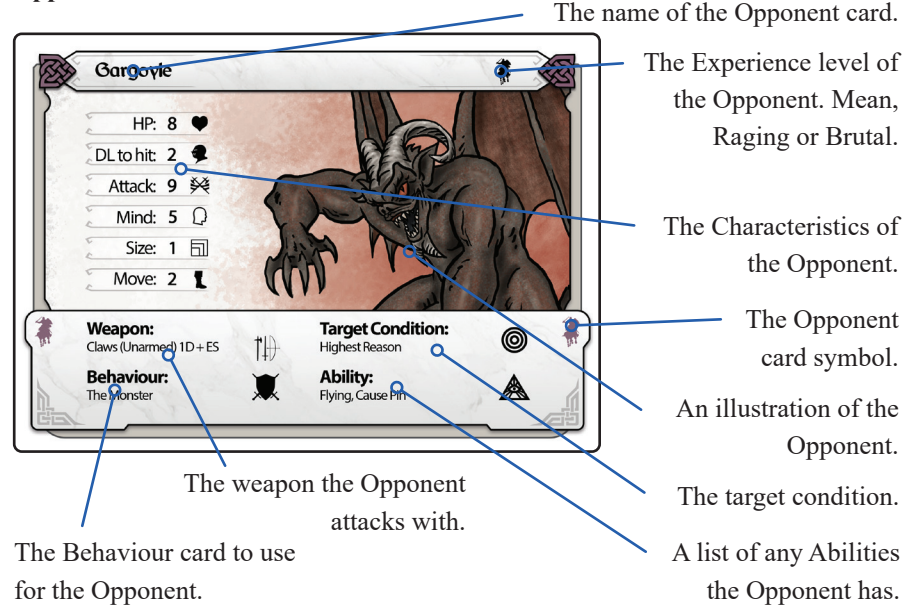 The name of the Opponent card.
Gargoyle
The Experience level of
the Opponent. Mean,
Raging or Brutal.
HP: 8
DL to hit: 2
Attack: 9
Mind: 5
Size: 1
Move: 2
The Characteristics of
the Opponent.
Weapon:
Claws (Unarmed) 1D + ES
Target Condition:
Highest Reason
Behaviour:
The Monster
Ability:
Flying, Cause Pin
The Opponent
card symbol.
An illustration of the
Opponent.
The weapon the Opponent
attacks with.
The target condition.
The Behaviour card to use
for the Opponent.
A list of any Abilities
the Opponent has.